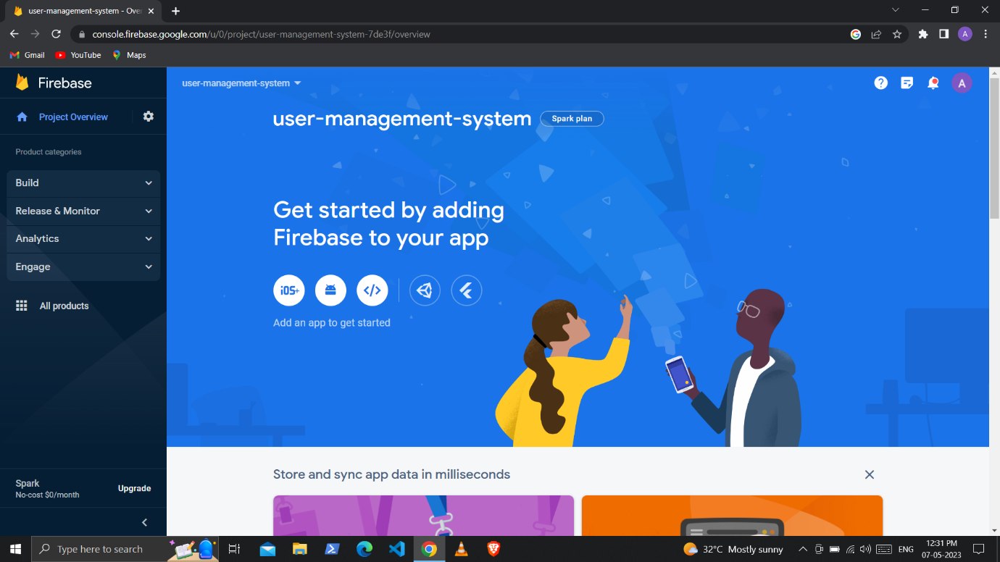 user-management-system - Over
console.firebase.google.com/u/0/project/user-management-system-7de3f/overview
Gmail YouTube Maps
Firebase
Project Overview
Product categories
Build
Release & Monitor
Analytics
Engage
All products
Spark
No-cost $0/month
Upgrade
user-management-system
A
A
user-management-system Spark plan
Get started by adding
Firebase to your app
iOS+
Add an app to get started
Store and sync app data in milliseconds
Type here to search
32°C Mostly sunny
ENG
12:31 PM
07-05-2023